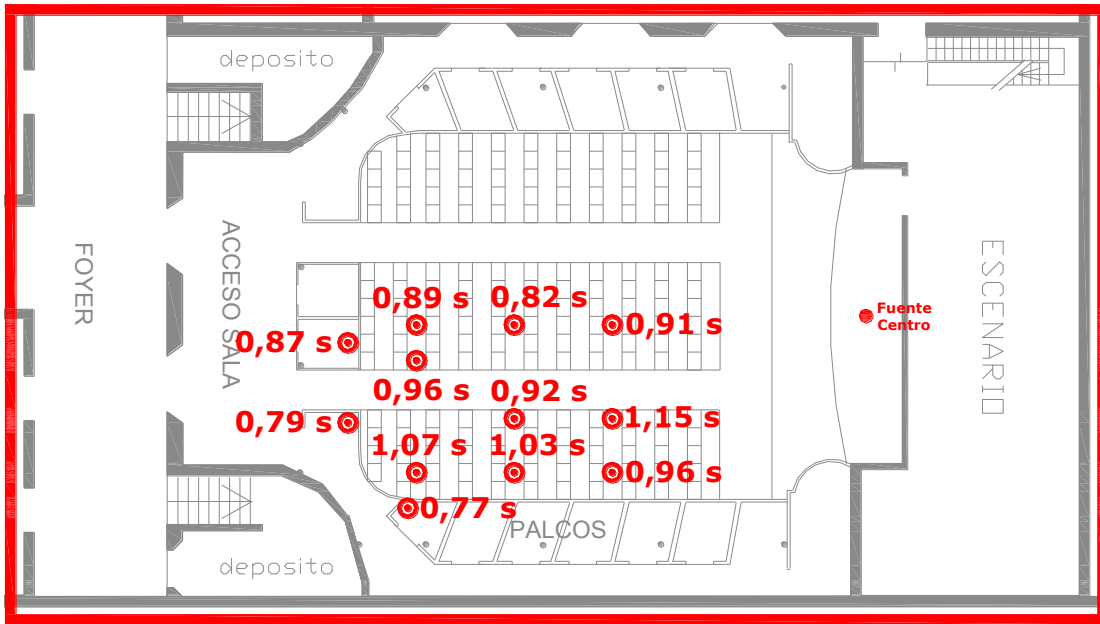 deposito
FOYER
ACCESO SALA
0,89 s
0,82 s
0,91 s
Fuente
Centro
0,87 s
ESCENARIO
0,96 s
0,92 s
0,79 s
1,15 s
1,07 s
1,03 s
0,96 s
0,77 s
PALCOS
deposito